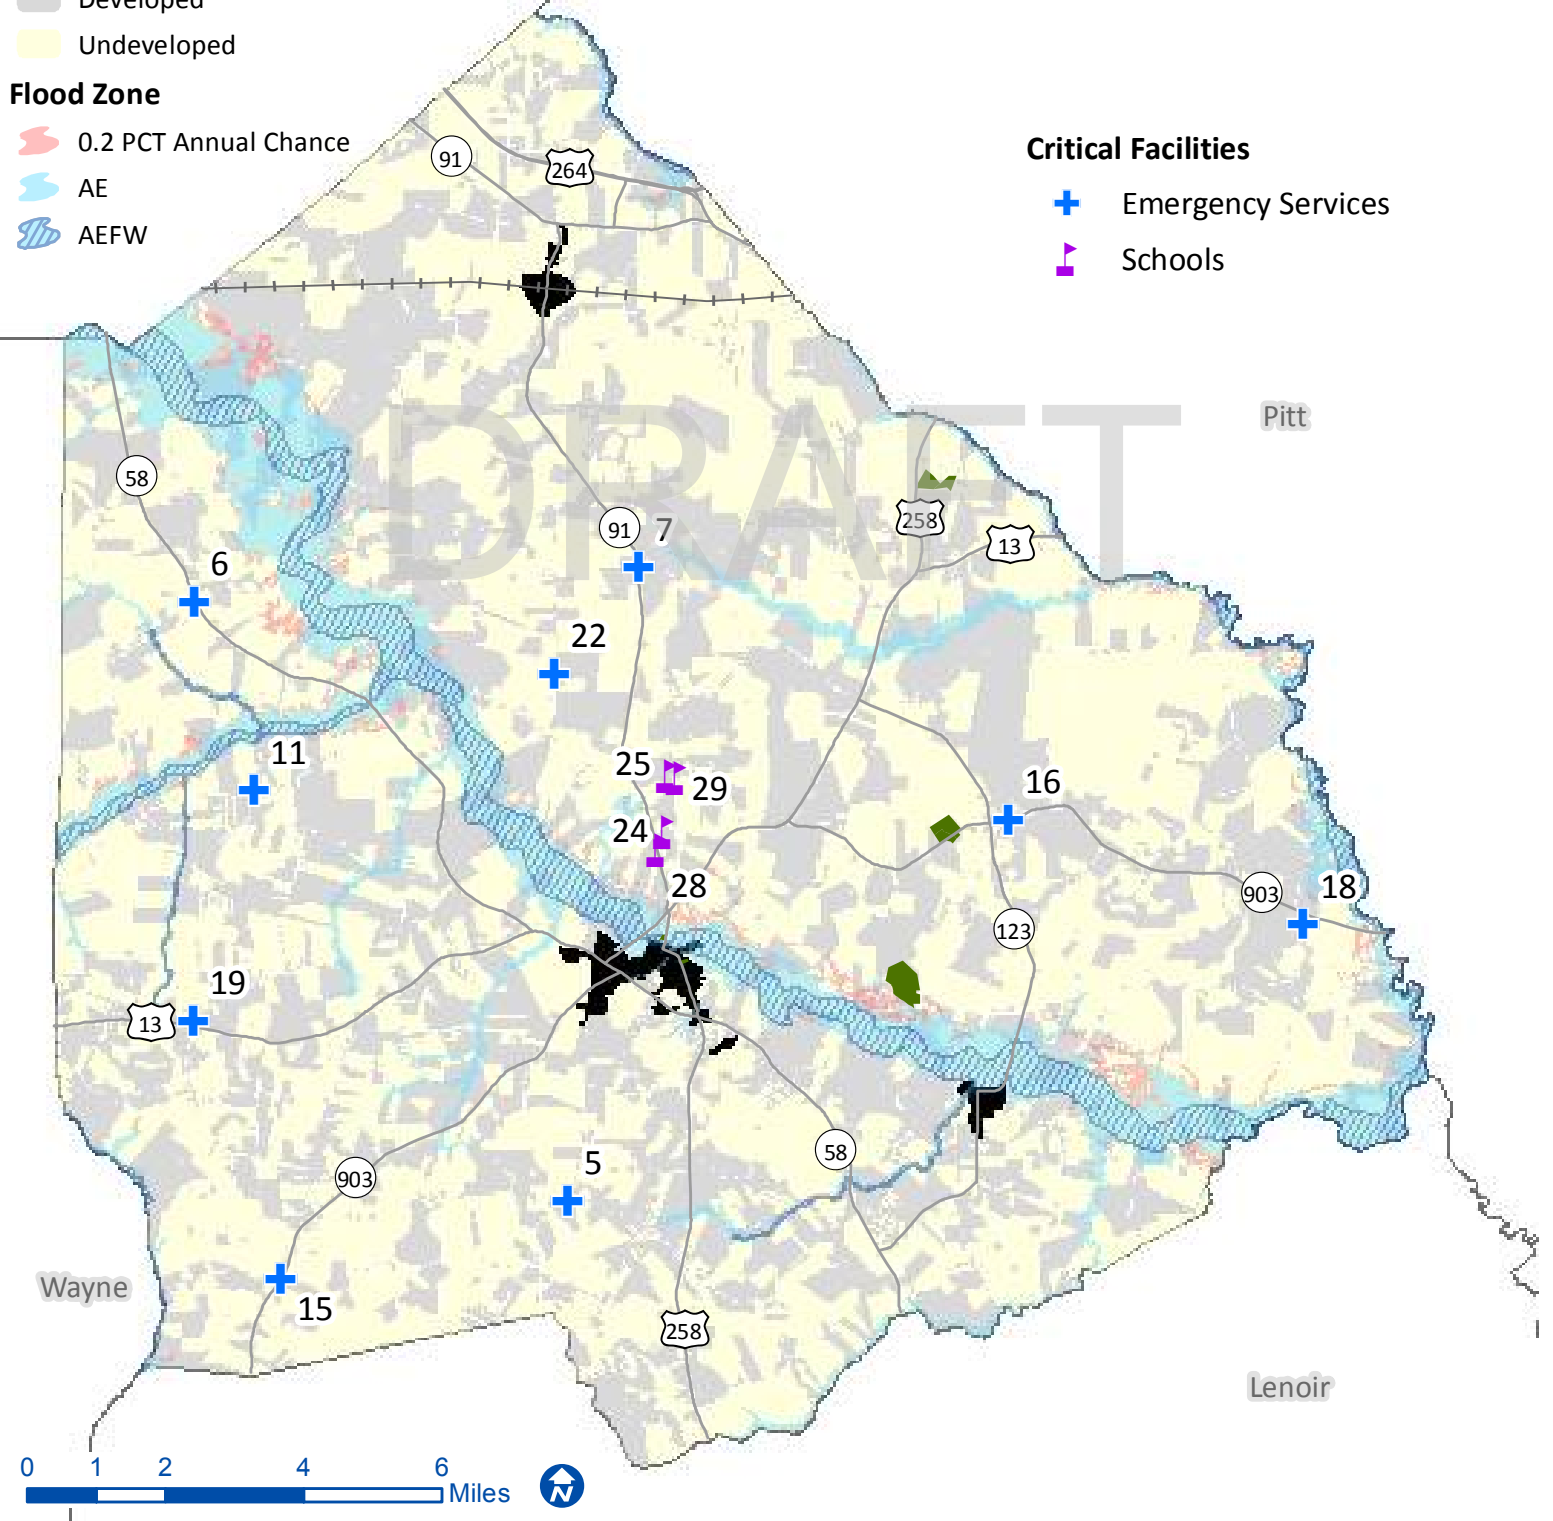 Developed
Undeveloped
Flood Zone
0.2 PCT Annual Chance
AE
AEFW
Critical Facilities
Emergency Services
Schools
DRAFT
91
264
Pitt
58
91
7
258
13
6
22
11
25
29
16
24
28
903
18
123
19
13
58
903
5
Wayne
15
258
Lenoir
0 1 2 4 6
Miles
N